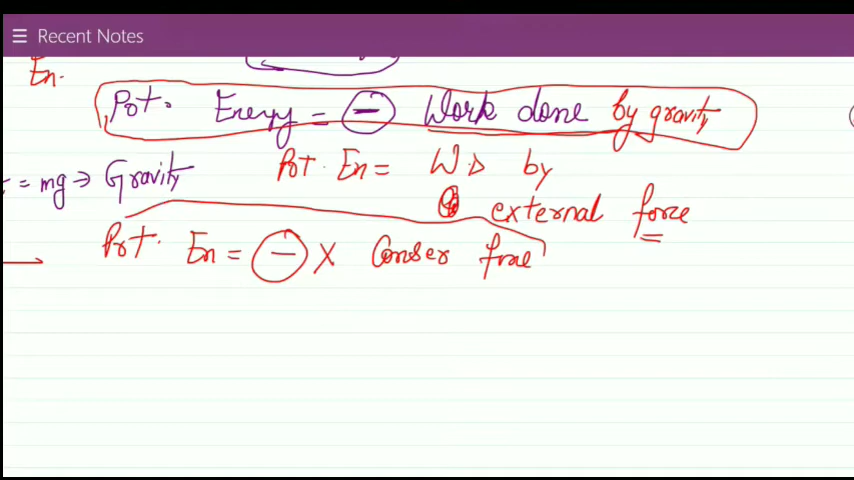 Recent Notes
En.
Pot. Energy = - Work done by gravity
= mg → Gravity
Pot. En = WD by
external force
Pot. En = - X Conser